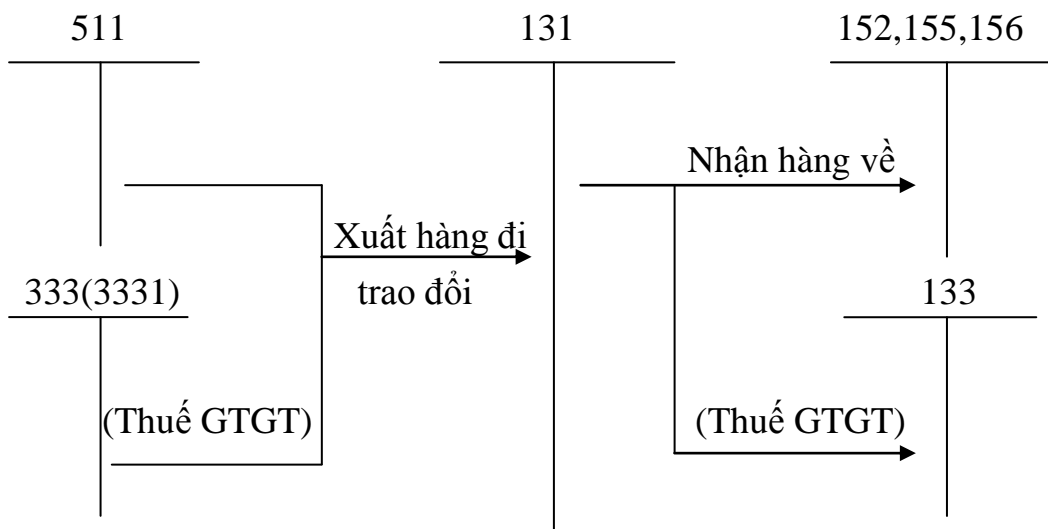 511
131
152,155,156
Nhận hàng về
Xuất hàng đi
trao đổi
333(3331)
133
(Thuế GTGT)
(Thuế GTGT)